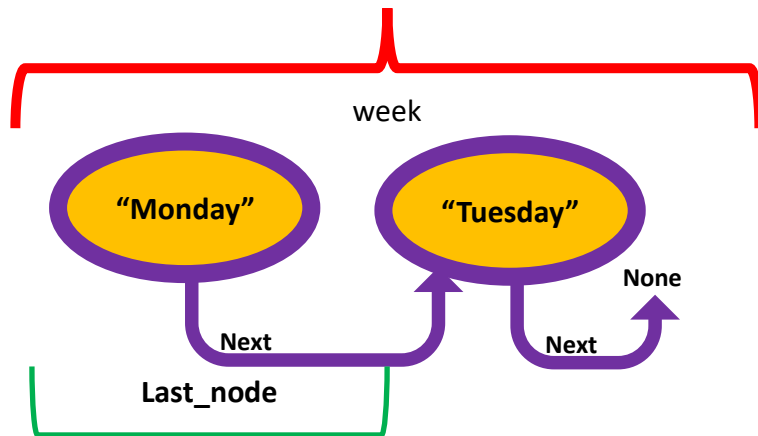 week
“Monday”
“Tuesday”
None
Next
Next
Last_node